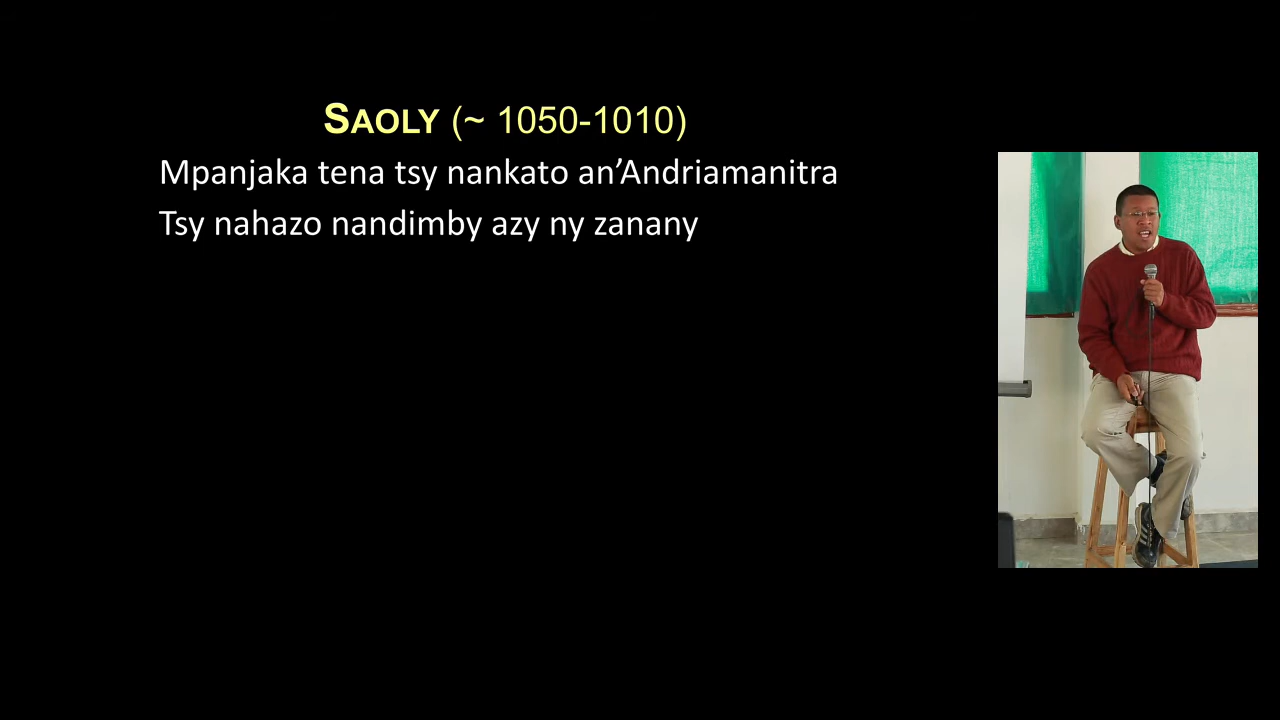 SAOLY (~ 1050-1010)
Mpanjaka tena tsy nankato an’Andriamanitra
Tsy nahazo nandimby azy ny zanany